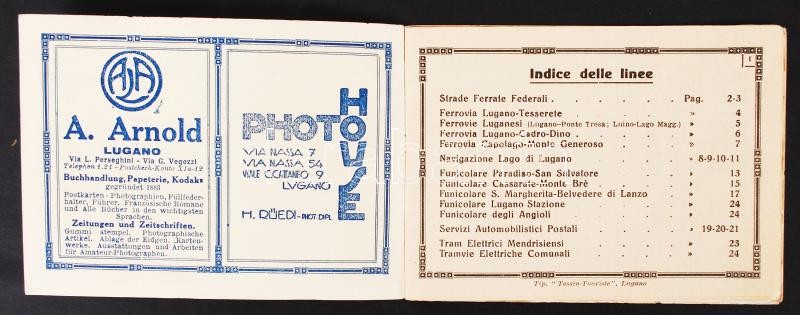 ALA
A. Arnold
LUGANO
Via L. Perseghini - Via G. Vegezzi
Telephon 1.21 - Postcheck-Konto XIa-12
Buchhandlung, Papeterie, Kodaks
gegründet 1883
Postkarten - Photographien, Füllfeder-
halter, Führer. Französische Romane
und alle Bücher in den wichtigsten
Sprachen.
Zeitungen und Zeitschriften.
Gummi stempel. Photographische
Artikel. Ablage der Eidgen. Karten-
werke. Ausstattungen und Arbeiten
für Amateur-Photographen.
PHOTO
HOUSE
VIA NASSA 7
VIA NASSA 54
VIALE C. CATTANEO 9
LUGANO
H. RÜEDI - PHOT. DIPL.
1
Indice delle linee
Strade Ferrate Federali . . . . . . Pag. 2-3
Ferrovia Lugano-Tesserete . . . . . » 4
Ferrovie Luganesi (Lugano-Ponte Tresa; Luino-Lago Magg.) » 5
Ferrovia Lugano-Cadro-Dino . . . . » 6
Ferrovia Capolago-Monte Generoso . . . » 7
Navigazione Lago di Lugano . . . . » 8-9-10-11
Funicolare Paradiso-San Salvatore . . . » 13
Funicolare Cassarate-Monte Brè . . . . » 15
Funicolare S. Margherita-Belvedere di Lanzo . » 17
Funicolare Lugano Stazione . . . . » 24
Funicolare degli Angioli . . . . . » 24
Servizi Automobilistici Postali . . . . » 19-20-21
Tram Elettrici Mendrisiensi . . . . » 23
Tramvie Elettriche Comunali . . . . » 24
Tip. "Tessin-Touriste", Lugano